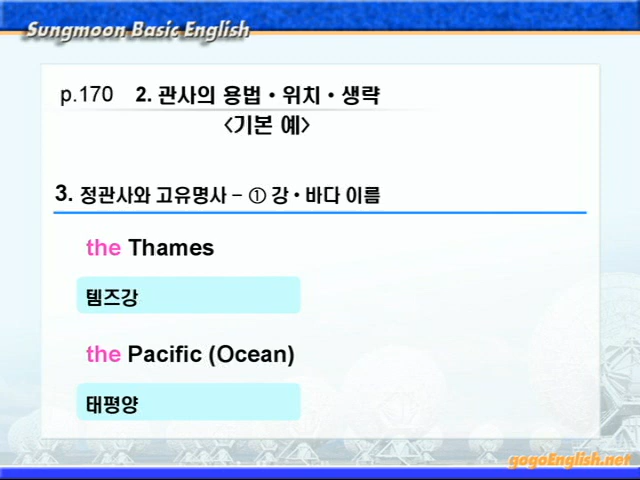 Sungmoon Basic English
p.170 2. 관사의 용법 • 위치 • 생략
<기본 예>
3. 정관사와 고유명사 – ① 강 • 바다 이름
the Thames
템즈강
the Pacific (Ocean)
태평양
gogoEnglish.net